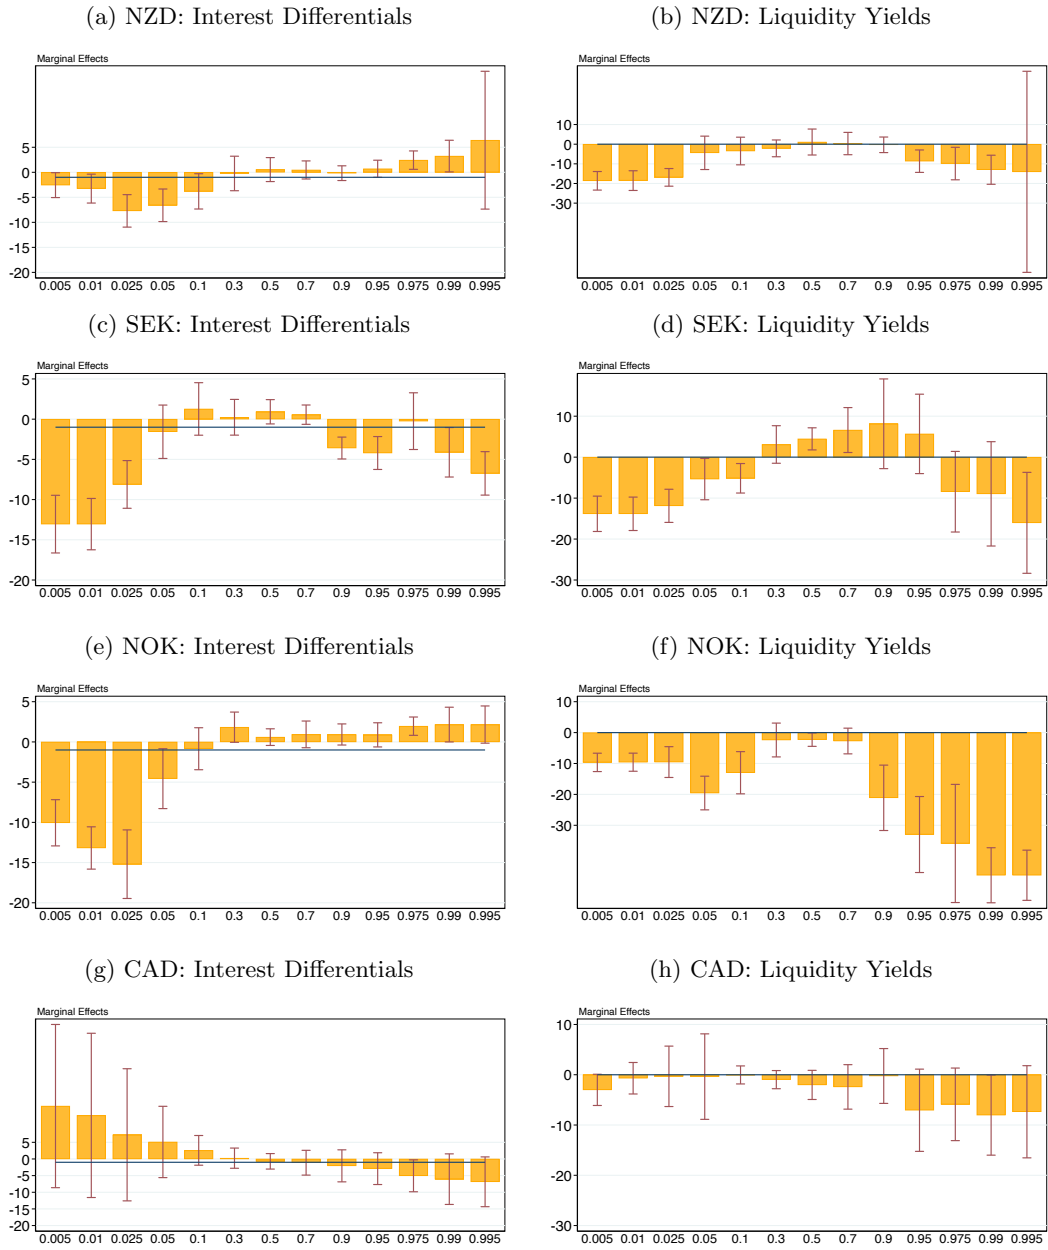 (a) NZD: Interest Differentials
(b) NZD: Liquidity Yields
Marginal Effects
5
0
-5
-10
-15
-20
0.005 0.01 0.025 0.05 0.1 0.3 0.5 0.7 0.9 0.95 0.975 0.99 0.995
Marginal Effects
10
0
-10
-20
-30
0.005 0.01 0.025 0.05 0.1 0.3 0.5 0.7 0.9 0.95 0.975 0.99 0.995
(c) SEK: Interest Differentials
(d) SEK: Liquidity Yields
Marginal Effects
5
0
-5
-10
-15
-20
0.005 0.01 0.025 0.05 0.1 0.3 0.5 0.7 0.9 0.95 0.975 0.99 0.995
Marginal Effects
10
0
-10
-20
-30
0.005 0.01 0.025 0.05 0.1 0.3 0.5 0.7 0.9 0.95 0.975 0.99 0.995
(e) NOK: Interest Differentials
(f) NOK: Liquidity Yields
Marginal Effects
5
0
-5
-10
-15
-20
0.005 0.01 0.025 0.05 0.1 0.3 0.5 0.7 0.9 0.95 0.975 0.99 0.995
Marginal Effects
10
0
-10
-20
-30
0.005 0.01 0.025 0.05 0.1 0.3 0.5 0.7 0.9 0.95 0.975 0.99 0.995
(g) CAD: Interest Differentials
(h) CAD: Liquidity Yields
Marginal Effects
5
0
-5
-10
-15
-20
0.005 0.01 0.025 0.05 0.1 0.3 0.5 0.7 0.9 0.95 0.975 0.99 0.995
Marginal Effects
10
0
-10
-20
-30
0.005 0.01 0.025 0.05 0.1 0.3 0.5 0.7 0.9 0.95 0.975 0.99 0.995